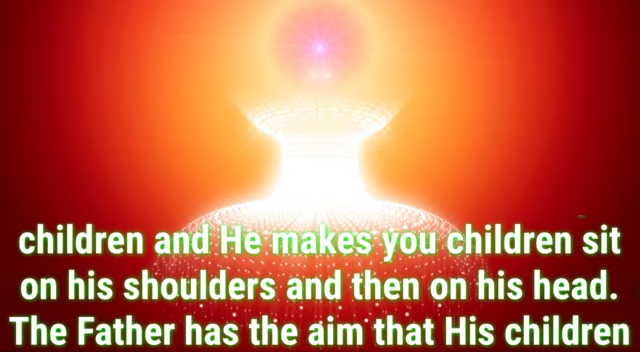 children and He makes you children sit
on his shoulders and then on his head.
The Father has the aim that His children